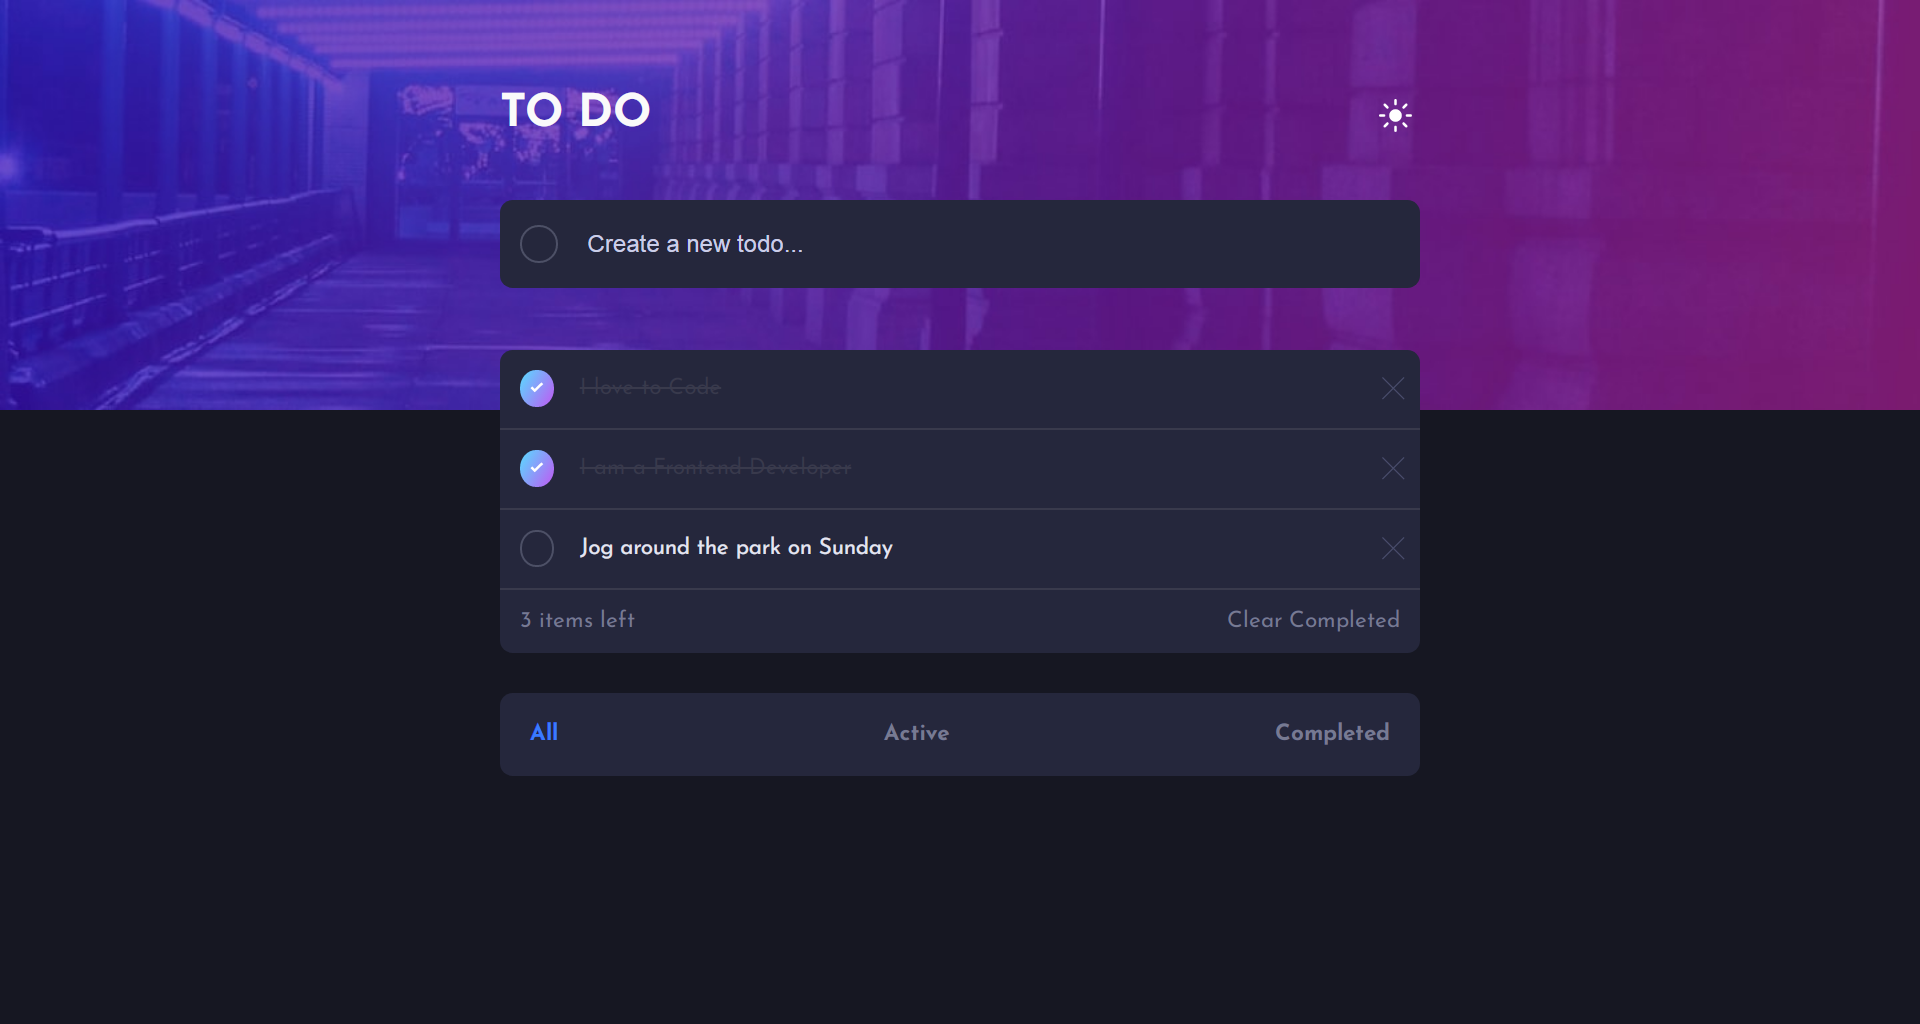 TO DO
Create a new todo...
I love to Code
I am a Frontend Developer
Jog around the park on Sunday
3 items left
Clear Completed
All
Active
Completed